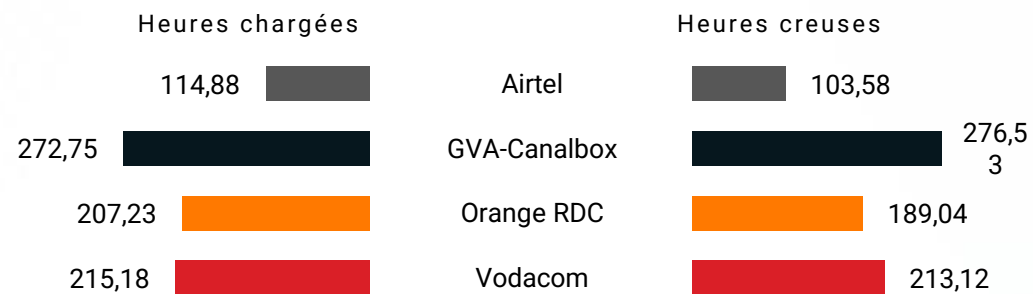 Heures chargées
Heures creuses
114,88
Airtel
103,58
272,75
GVA-Canalbox
276,5
3
207,23
Orange RDC
189,04
215,18
Vodacom
213,12